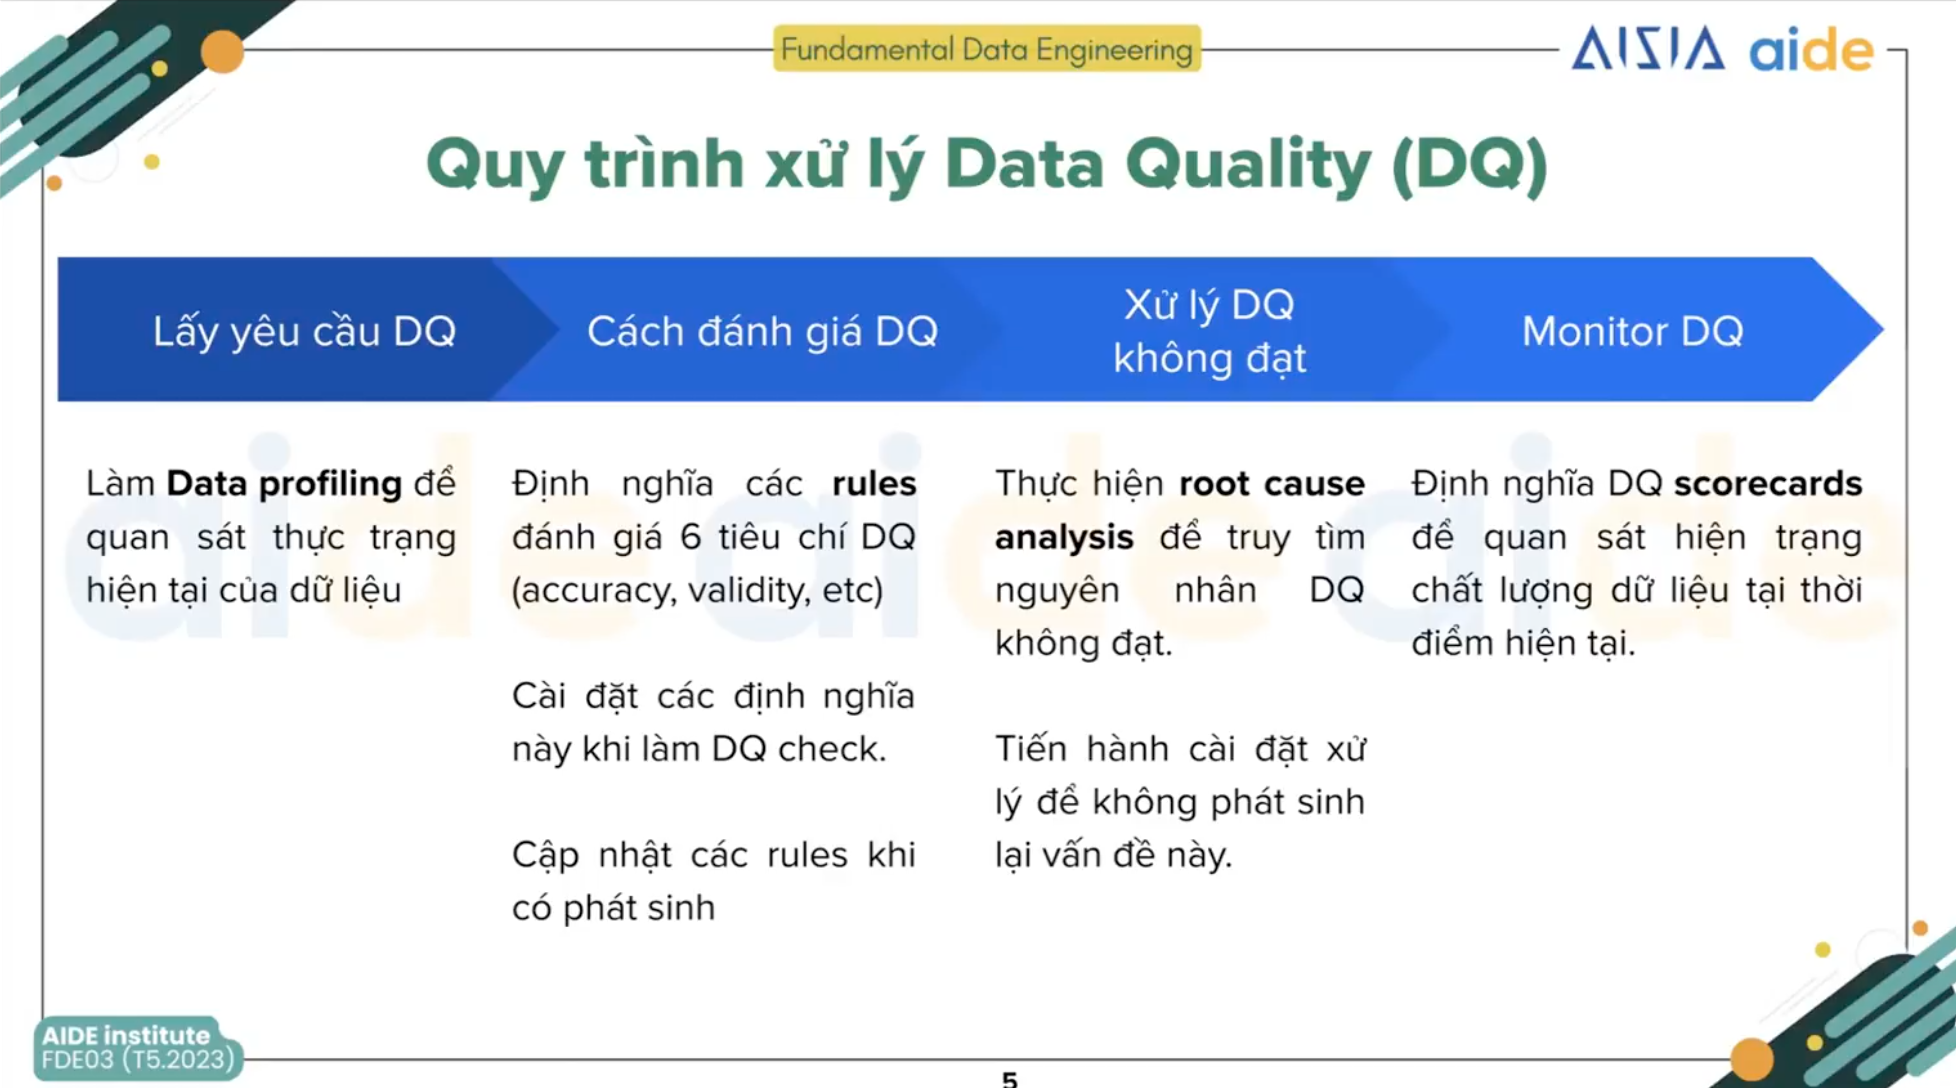 Fundamental Data Engineering
AISIA aide
Quy trình xử lý Data Quality (DQ)
Lấy yêu cầu DQ
Cách đánh giá DQ
Xử lý DQ
không đạt
Monitor DQ
Làm Data profiling để
quan sát thực trạng
hiện tại của dữ liệu
Định nghĩa các rules
đánh giá 6 tiêu chí DQ
(accuracy, validity, etc)
Cài đặt các định nghĩa
này khi làm DQ check.
Cập nhật các rules khi
có phát sinh
Thực hiện root cause
analysis để truy tìm
nguyên nhân DQ
không đạt.
Tiến hành cài đặt xử
lý để không phát sinh
lại vấn đề này.
Định nghĩa DQ scorecards
để quan sát hiện trạng
chất lượng dữ liệu tại thời
điểm hiện tại.
aide aide aide aide
AIDE institute
FDE03 (T5.2023)
5